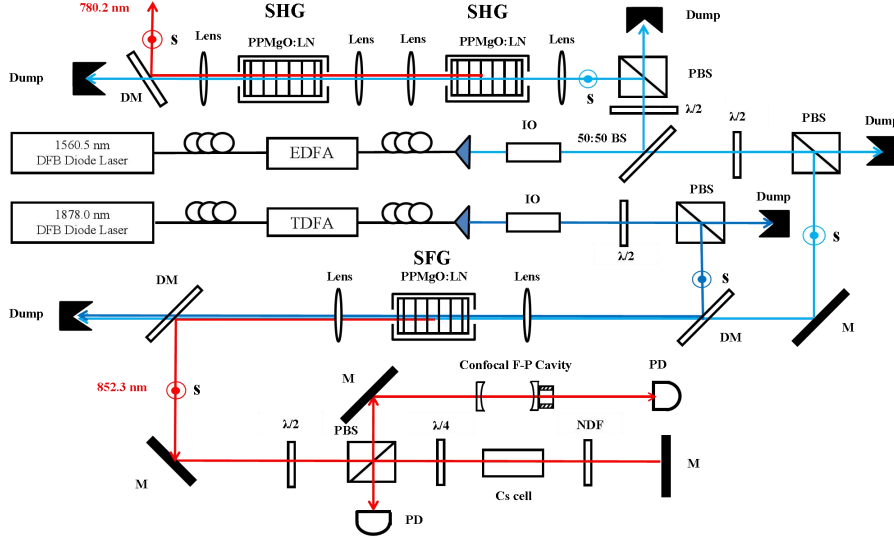 780.2 nm
S
SHG
SHG
Dump
Lens
PPMgO:LN
Lens
Lens
PPMgO:LN
Lens
Dump
DM
S
PBS
λ/2
1560.5 nm
DFB Diode Laser
EDFA
IO
50:50 BS
λ/2
PBS
Dump
1878.0 nm
DFB Diode Laser
TDFA
IO
λ/2
PBS
Dump
S
SFG
PPMgO:LN
DM
Lens
Lens
S
Dump
DM
M
852.3 nm
S
M
Confocal F-P Cavity
PD
λ/2
PBS
λ/4
NDF
M
Cs cell
M
PD